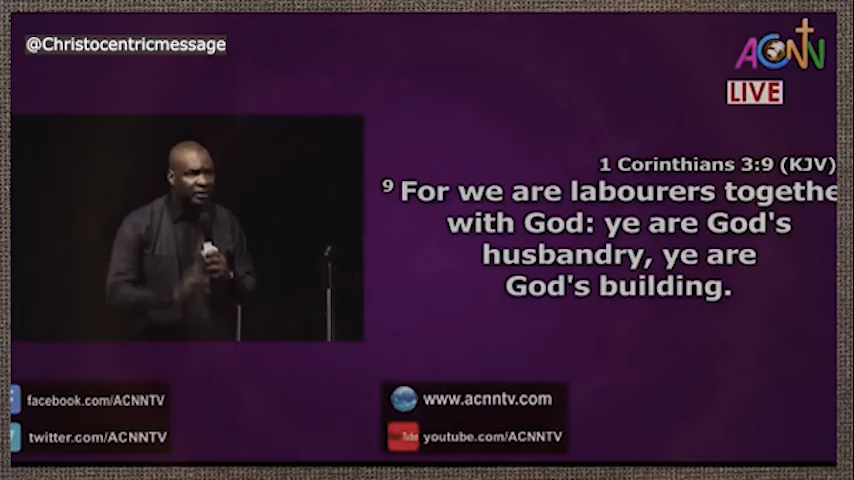 @Christocentricmessage
ACNN
LIVE
1 Corinthians 3:9 (KJV)
9 For we are labourers togethe
with God: ye are God's
husbandry, ye are
God's building.
facebook.com/ACNNTV
www.acnntv.com
twitter.com/ACNNTV
youtube.com/ACNNTV